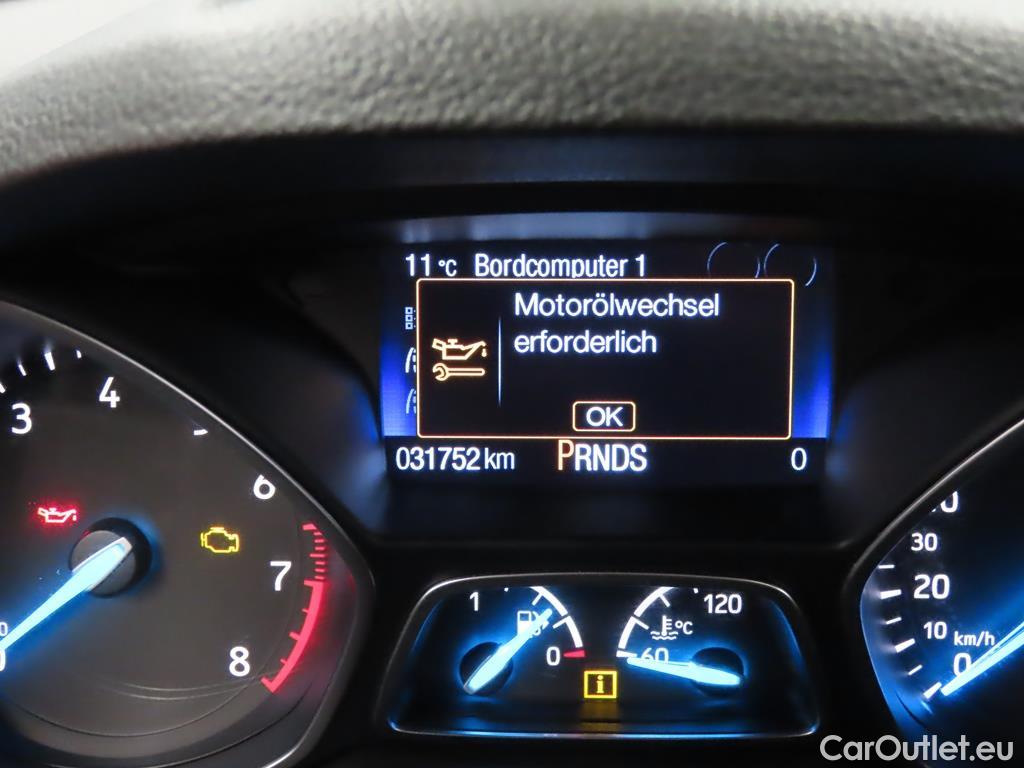 11 °C Bordcomputer 1
Motorölwechsel
erforderlich
OK
031752 km PRNDS 0
3 4 6 7 8
1 0
60 120 °C
30
20
10 km/h
0
CarOutlet.eu